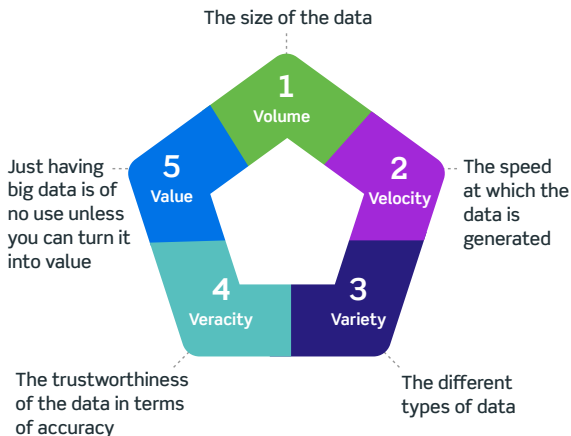 The size of the data
1
Volume
2
Velocity
The speed
at which the
data is
generated
3
Variety
The different
types of data
4
Veracity
The trustworthiness
of the data in terms
of accuracy
5
Value
Just having
big data is of
no use unless
you can turn it
into value